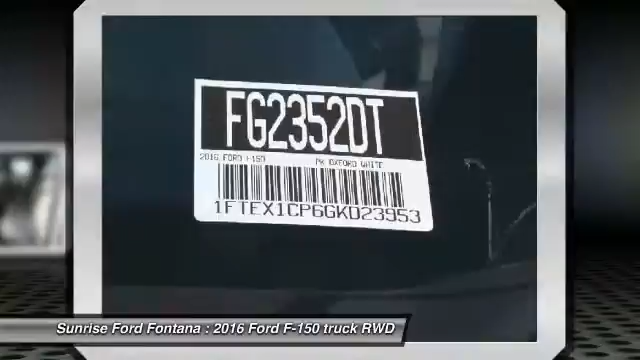 FG2352DT
2016 FORD F-150 PK OXFORD WHITE
1FTEX1CP6GKD23953
Sunrise Ford Fontana : 2016 Ford F-150 truck RWD